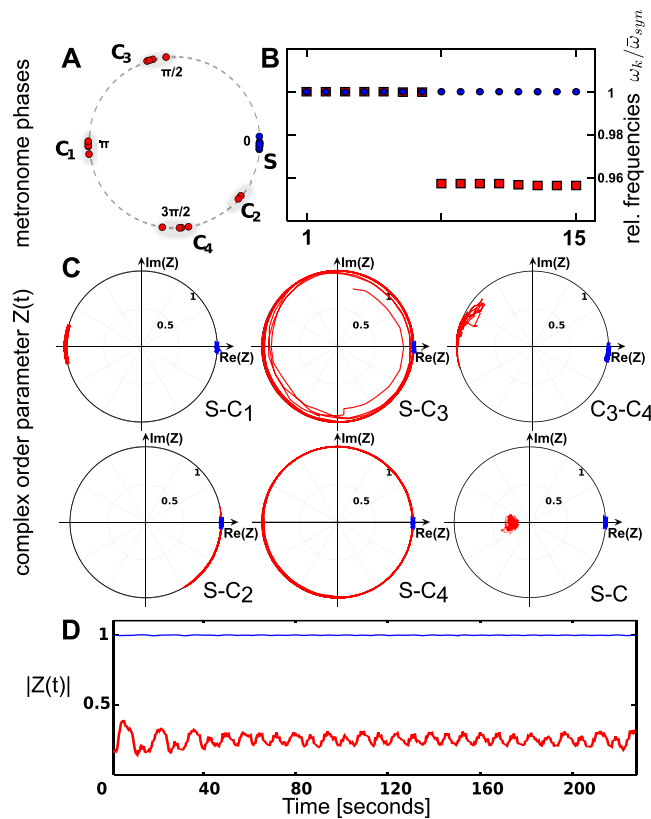 A
C3
π/2
C1
π
0
S
C2
3π/2
C4
metronome phases
B
1
0.98
0.96
1
15
rel. frequencies ωk/ω̄syn
C
complex order parameter Z(t)
Im(Z)
1
0.5
Re(Z)
S-C1
Im(Z)
1
0.5
Re(Z)
S-C3
Im(Z)
1
0.5
Re(Z)
C3-C4
Im(Z)
1
0.5
Re(Z)
S-C2
Im(Z)
1
0.5
Re(Z)
S-C4
Im(Z)
1
0.5
Re(Z)
S-C
D
|Z(t)|
1
0.5
0
0
40
80
120
160
200
Time [seconds]